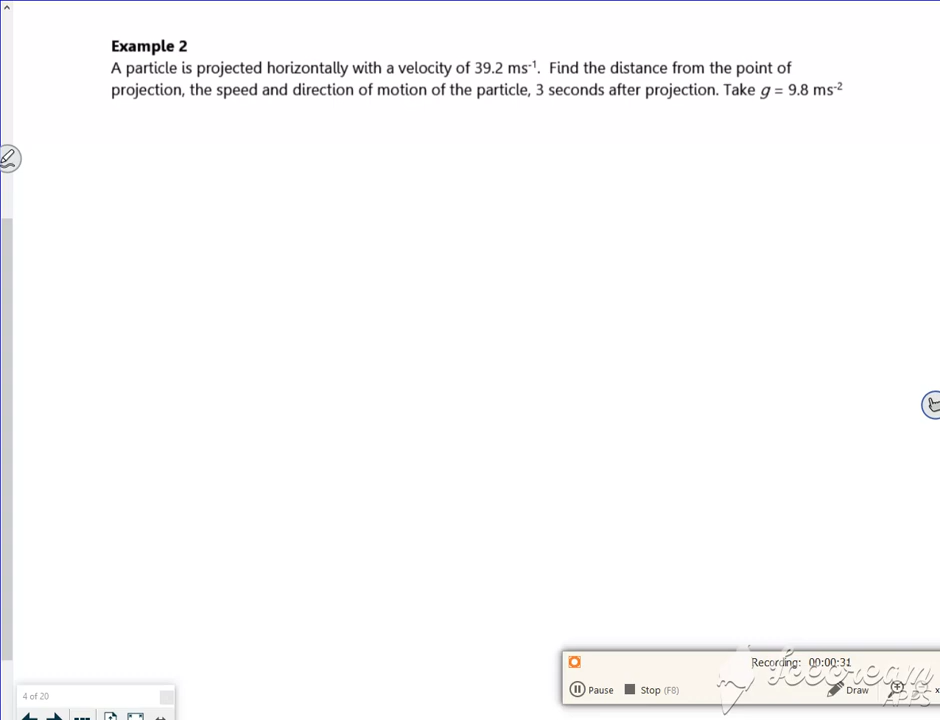 Example 2
A particle is projected horizontally with a velocity of 39.2 ms⁻¹. Find the distance from the point of
projection, the speed and direction of motion of the particle, 3 seconds after projection. Take g = 9.8 ms⁻²
Recording: 00:00:31
Icecream
APPS
Pause
Stop (F8)
Draw
x
4 of 20